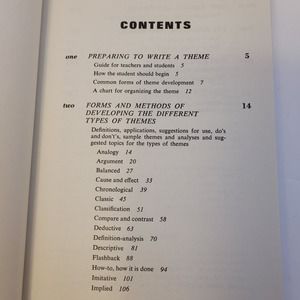 CONTENTS
one PREPARING TO WRITE A THEME 5
Guide for teachers and students 5
How the student should begin 5
Common forms of theme development 7
A chart for organizing the theme 12
two FORMS AND METHODS OF 14
DEVELOPING THE DIFFERENT
TYPES OF THEMES
Definitions, applications, suggestions for use, do's
and don't's, sample themes and analyses and sug-
gested topics for the types of themes
Analogy 14
Argument 20
Balanced 27
Cause and effect 33
Chronological 39
Classic 45
Classification 51
Compare and contrast 58
Deductive 63
Definition-analysis 70
Descriptive 81
Flashback 88
How-to, how it is done 94
Imitative 101
Implied 106